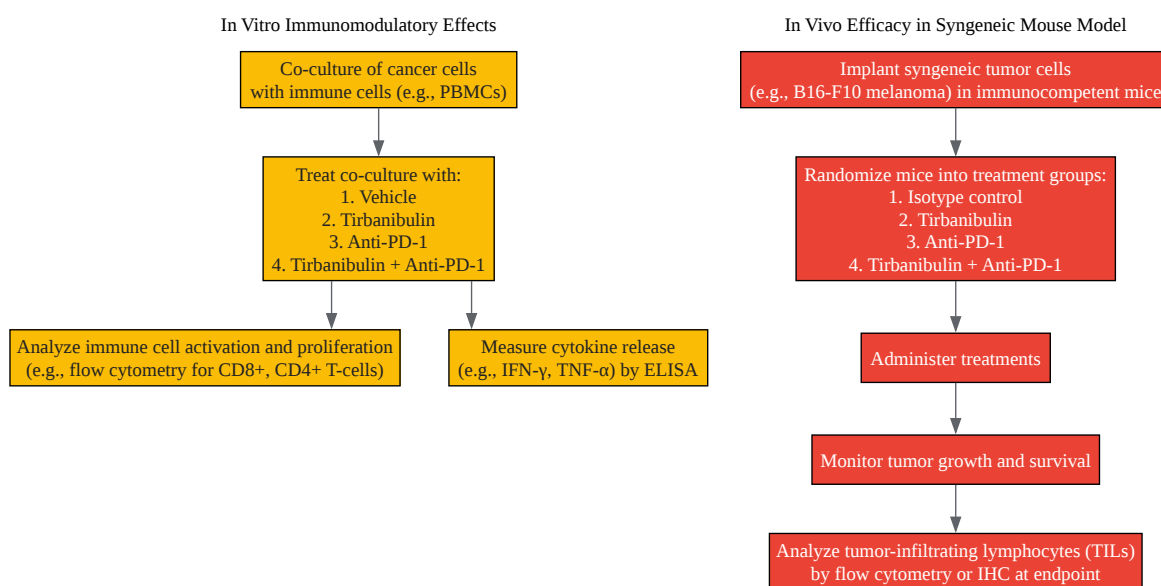 In Vitro Immunomodulatory Effects
Co-culture of cancer cells
with immune cells (e.g., PBMCs)
Treat co-culture with:
1. Vehicle
2. Tirbanibulin
3. Anti-PD-1
4. Tirbanibulin + Anti-PD-1
Analyze immune cell activation and proliferation
(e.g., flow cytometry for CD8+, CD4+ T-cells)
Measure cytokine release
(e.g., IFN-γ, TNF-α) by ELISA
In Vivo Efficacy in Syngeneic Mouse Model
Implant syngeneic tumor cells
(e.g., B16-F10 melanoma) in immunocompetent mice
Randomize mice into treatment groups:
1. Isotype control
2. Tirbanibulin
3. Anti-PD-1
4. Tirbanibulin + Anti-PD-1
Administer treatments
Monitor tumor growth and survival
Analyze tumor-infiltrating lymphocytes (TILs)
by flow cytometry or IHC at endpoint